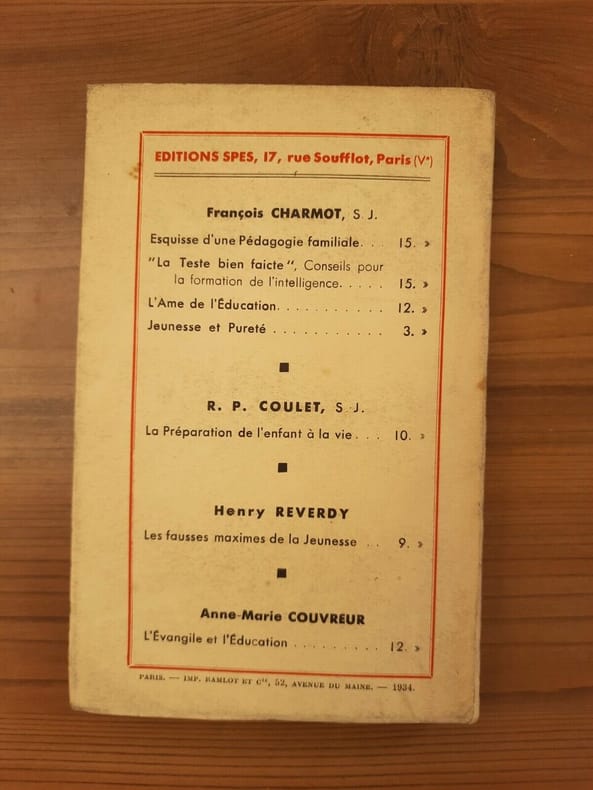 EDITIONS SPES, 17, rue Soufflot, Paris (Vᵉ)
François CHARMOT, S. J.
Esquisse d'une Pédagogie familiale. . . 15. »
"La Teste bien faicte", Conseils pour
la formation de l'intelligence. . . . . 15. »
L'Ame de l'Éducation. . . . . . . . . . . 12. »
Jeunesse et Pureté . . . . . . . . . . . 3. »
R. P. COULET, S. J.
La Préparation de l'enfant à la vie. . . 10. »
Henry REVERDY
Les fausses maximes de la Jeunesse . . 9. »
Anne-Marie COUVREUR
L'Évangile et l'Éducation . . . . . . . . . 12. »
PARIS. — IMP. RAMLOT ET Cⁱᵉ, 52, AVENUE DU MAINE. — 1934.